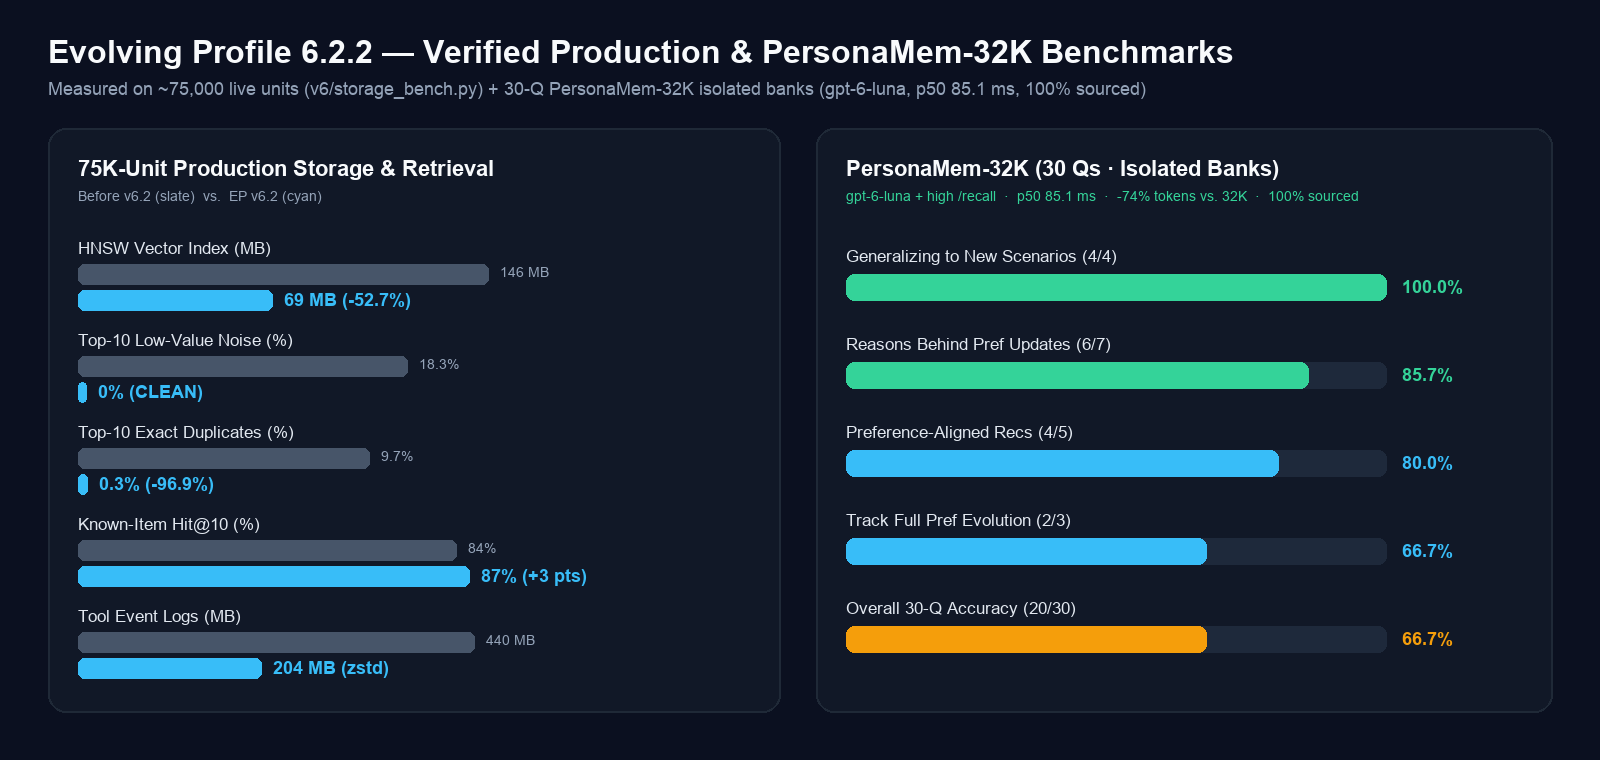 Evolving Profile 6.2.2 — Verified Production & PersonaMem-32K Benchmarks
Measured on ~75,000 live units (v6/storage_bench.py) + 30-Q PersonaMem-32K isolated banks (gpt-6-luna, p50 85.1 ms, 100% sourced)
75K-Unit Production Storage & Retrieval
Before v6.2 (slate)  vs.  EP v6.2 (cyan)
HNSW Vector Index (MB)
146 MB
69 MB (-52.7%)
Top-10 Low-Value Noise (%)
18.3%
0% (CLEAN)
Top-10 Exact Duplicates (%)
9.7%
0.3% (-96.9%)
Known-Item Hit@10 (%)
84%
87% (+3 pts)
Tool Event Logs (MB)
440 MB
204 MB (zstd)
PersonaMem-32K (30 Qs · Isolated Banks)
gpt-6-luna + high /recall  ·  p50 85.1 ms  ·  -74% tokens vs. 32K  ·  100% sourced
Generalizing to New Scenarios (4/4)
100.0%
Reasons Behind Pref Updates (6/7)
85.7%
Preference-Aligned Recs (4/5)
80.0%
Track Full Pref Evolution (2/3)
66.7%
Overall 30-Q Accuracy (20/30)
66.7%